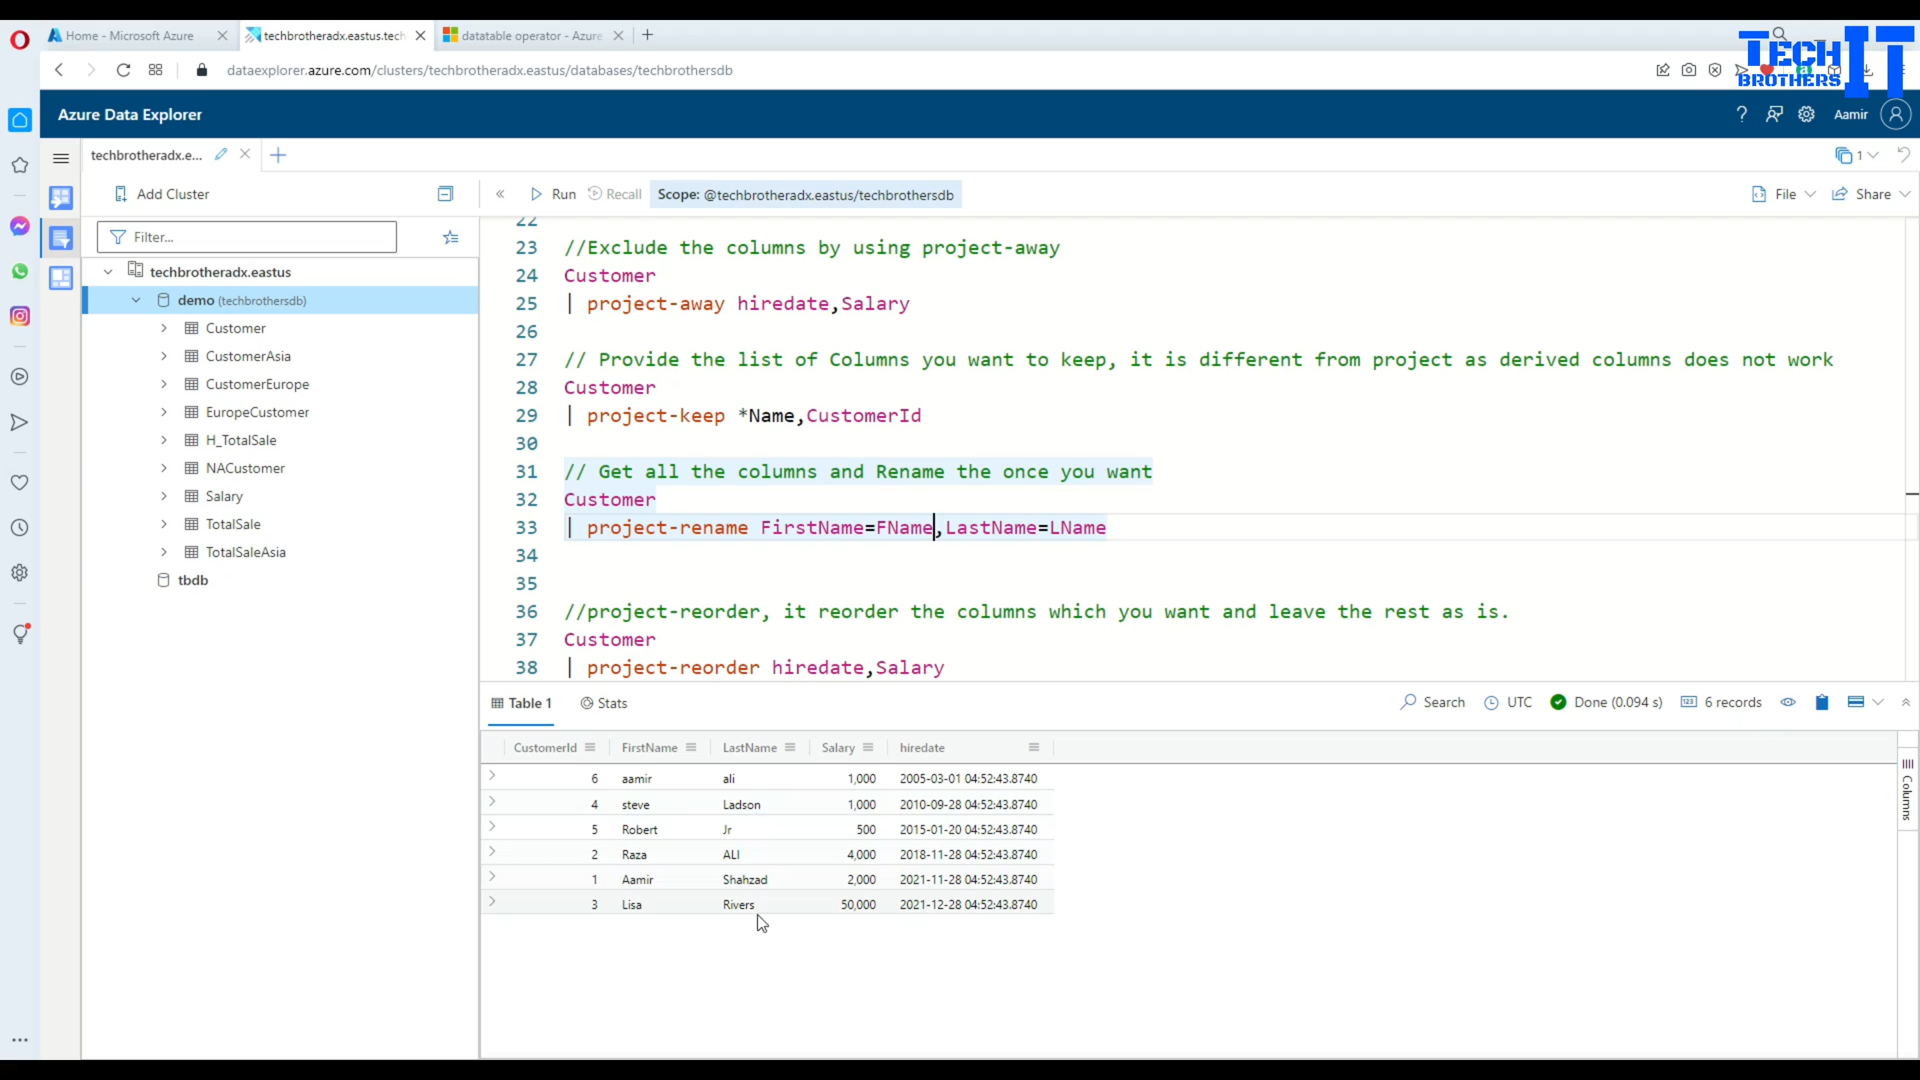 Home - Microsoft Azure
techbrotheradx.eastus.tech
datatable operator - Azure
dataexplorer.azure.com/clusters/techbrotheradx.eastus/databases/techbrothersdb
TECH
BROTHERS
IT
Azure Data Explorer
? Aamir
techbrotheradx.e...
1
Add Cluster
Run
Recall
Scope: @techbrotheradx.eastus/techbrothersdb
File
Share
Filter...
techbrotheradx.eastus
demo (techbrothersdb)
Customer
CustomerAsia
CustomerEurope
EuropeCustomer
H_TotalSale
NACustomer
Salary
TotalSale
TotalSaleAsia
tbdb
22
23 //Exclude the columns by using project-away
24 Customer
25 | project-away hiredate,Salary
26
27 // Provide the list of Columns you want to keep, it is different from project as derived columns does not work
28 Customer
29 | project-keep *Name,CustomerId
30
31 // Get all the columns and Rename the once you want
32 Customer
33 | project-rename FirstName=FName,LastName=LName
34
35
36 //project-reorder, it reorder the columns which you want and leave the rest as is.
37 Customer
38 | project-reorder hiredate,Salary
Table 1
Stats
Search
UTC
Done (0.094 s)
123 6 records
CustomerId FirstName LastName Salary hiredate
6 aamir ali 1,000 2005-03-01 04:52:43.8740
4 steve Ladson 1,000 2010-09-28 04:52:43.8740
5 Robert Jr 500 2015-01-20 04:52:43.8740
2 Raza ALI 4,000 2018-11-28 04:52:43.8740
1 Aamir Shahzad 2,000 2021-11-28 04:52:43.8740
3 Lisa Rivers 50,000 2021-12-28 04:52:43.8740
Columns